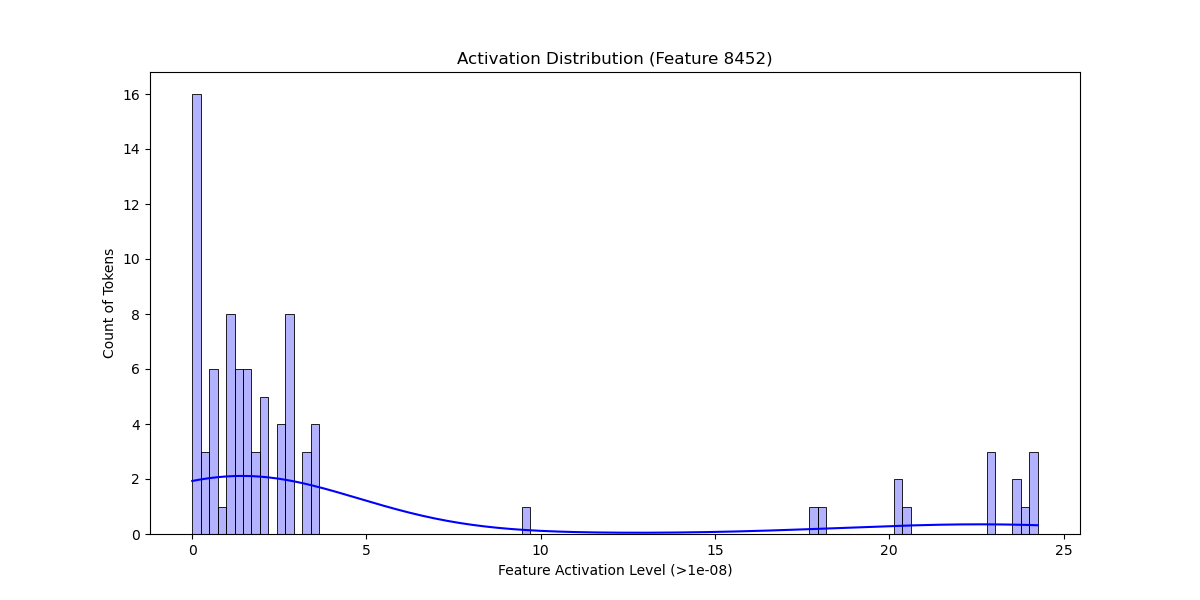 Activation Distribution (Feature 8452)
Count of Tokens
16
14
12
10
8
6
4
2
0
0 5 10 15 20 25
Feature Activation Level (>1e-08)